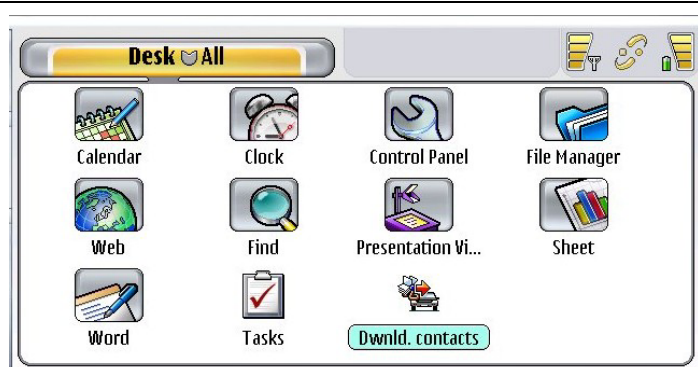 Desk All
Calendar Clock Control Panel File Manager
Web Find Presentation Vi... Sheet
Word Tasks Dwnld. contacts